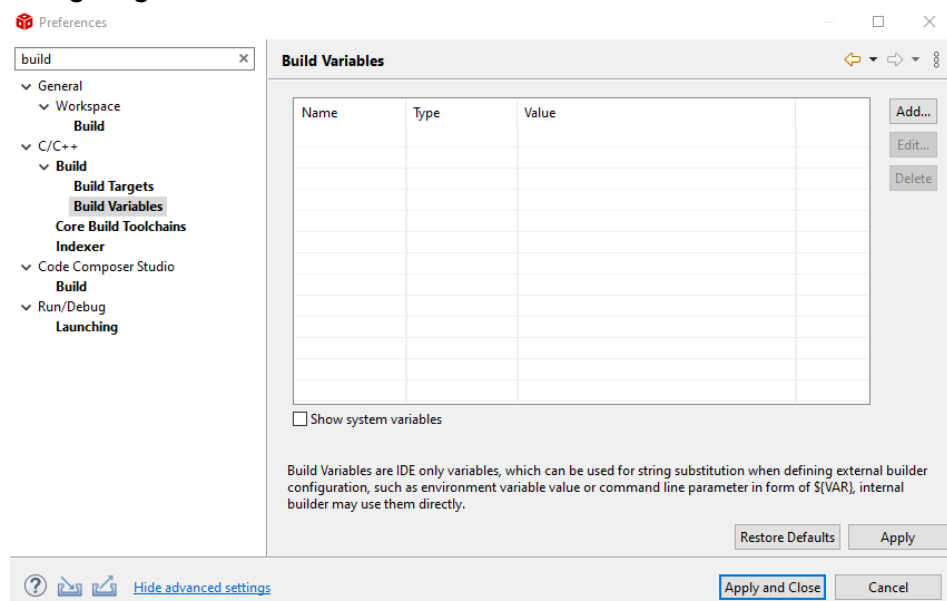 Preferences
build
General
Workspace
Build
C/C++
Build
Build Targets
Build Variables
Core Build Toolchains
Indexer
Code Composer Studio
Build
Run/Debug
Launching
Build Variables
Name Type Value
Add...
Edit...
Delete
Show system variables
Build Variables are IDE only variables, which can be used for string substitution when defining external builder
configuration, such as environment variable value or command line parameter in form of ${VAR}, internal
builder may use them directly.
Restore Defaults Apply
Hide advanced settings
Apply and Close Cancel